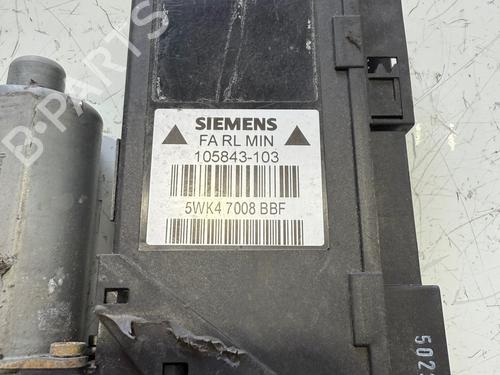 B-PARTS
SIEMENS
FA RL MIN
105843-103
5WK4 7008 BBF
502